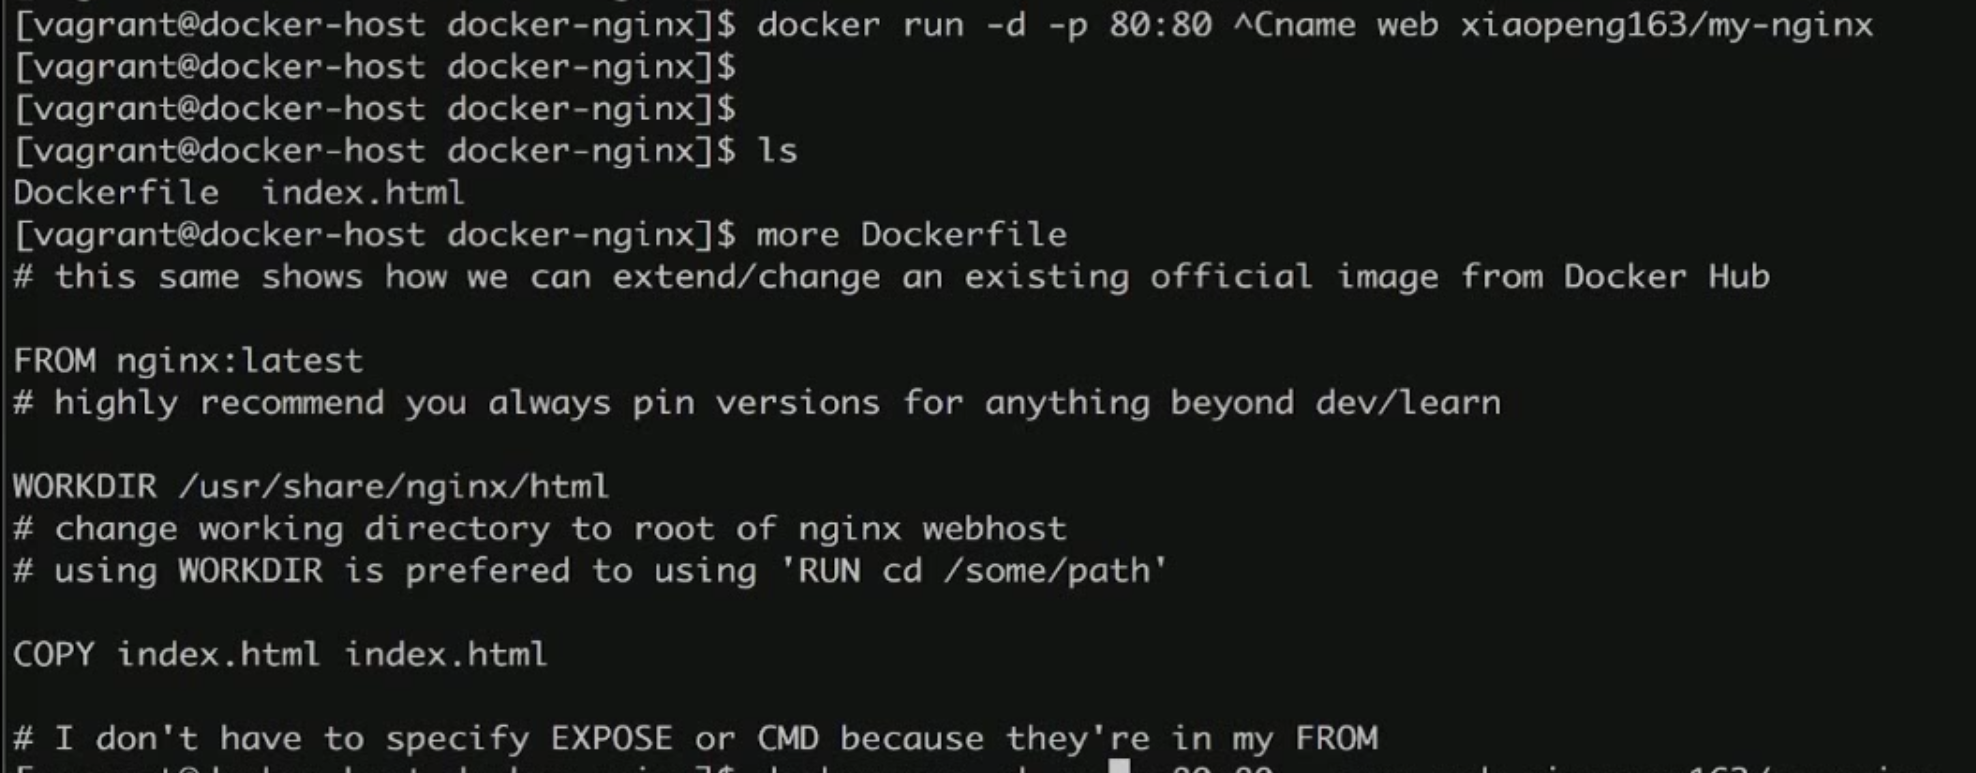 [vagrant@docker-host docker-nginx]$ docker run -d -p 80:80 ^Cname web xiaopeng163/my-nginx
[vagrant@docker-host docker-nginx]$
[vagrant@docker-host docker-nginx]$
[vagrant@docker-host docker-nginx]$ ls
Dockerfile  index.html
[vagrant@docker-host docker-nginx]$ more Dockerfile
# this same shows how we can extend/change an existing official image from Docker Hub
FROM nginx:latest
# highly recommend you always pin versions for anything beyond dev/learn
WORKDIR /usr/share/nginx/html
# change working directory to root of nginx webhost
# using WORKDIR is prefered to using 'RUN cd /some/path'
COPY index.html index.html
# I don't have to specify EXPOSE or CMD because they're in my FROM